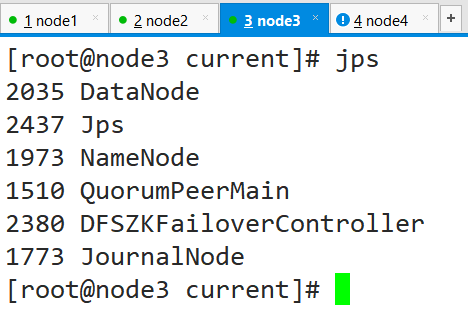 1 node1 × 2 node2 × 3 node3 × 4 node4 × +
[root@node3 current]# jps
2035 DataNode
2437 Jps
1973 NameNode
1510 QuorumPeerMain
2380 DFSZKFailoverController
1773 JournalNode
[root@node3 current]#